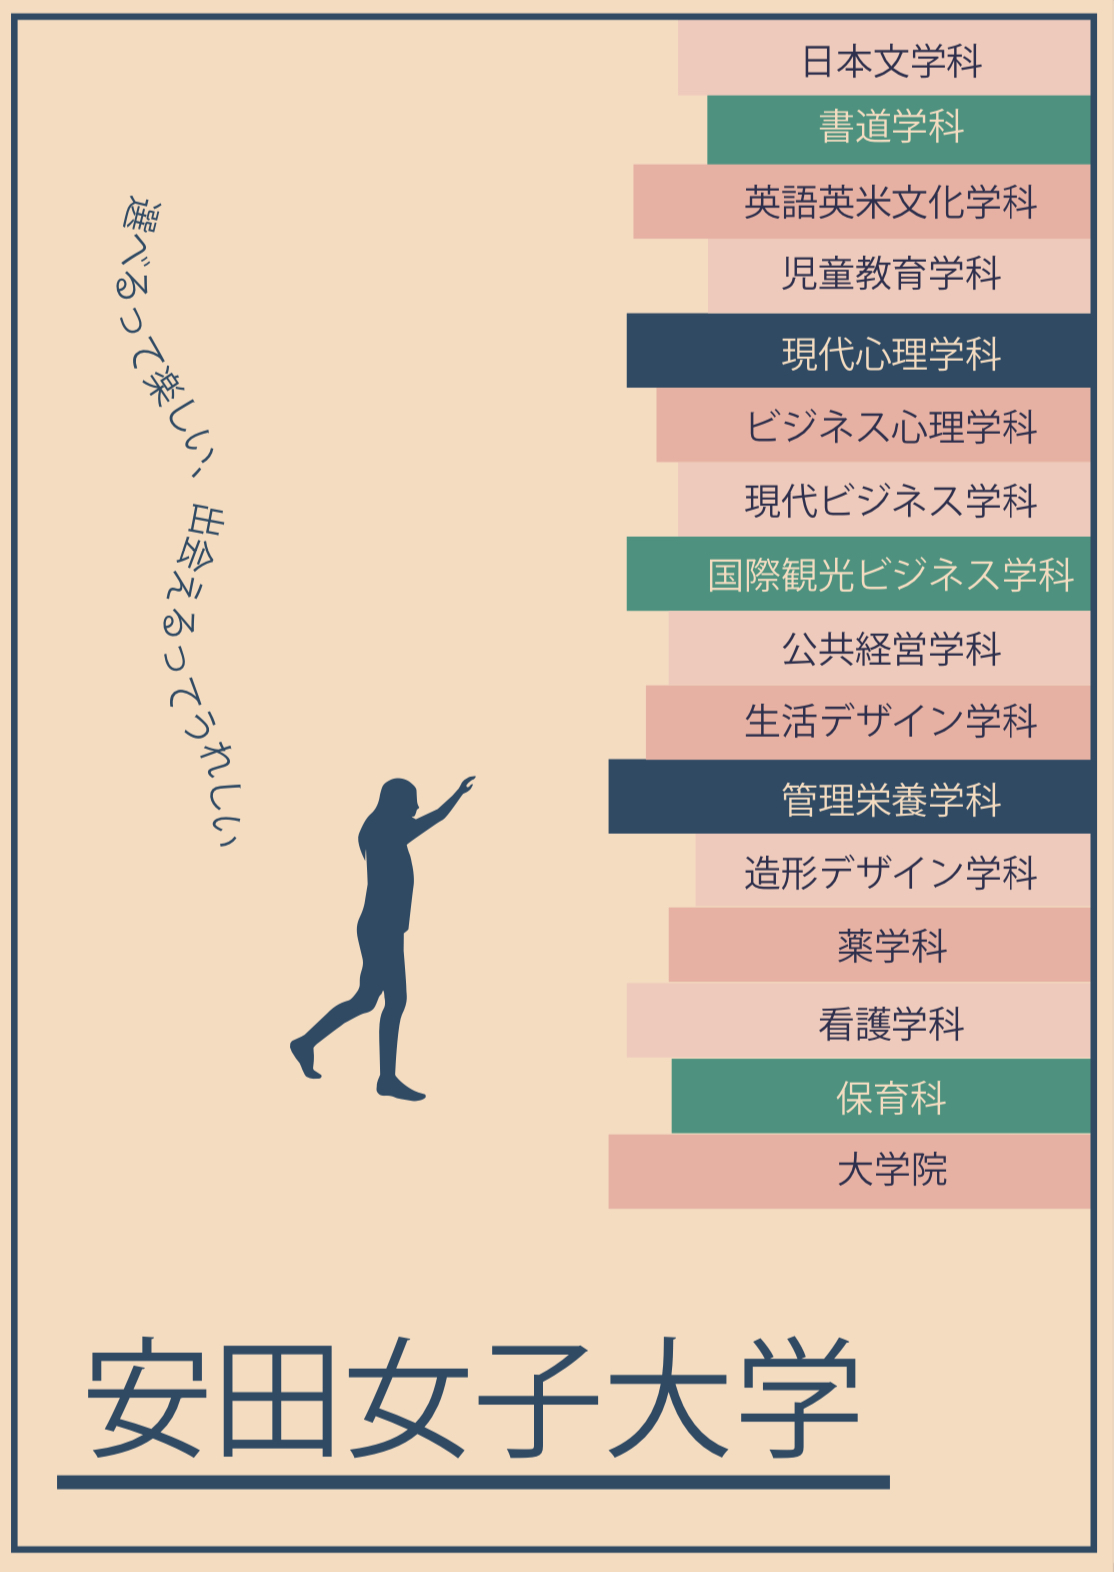 日本文学科
書道学科
英語英米文化学科
児童教育学科
現代心理学科
ビジネス心理学科
現代ビジネス学科
国際観光ビジネス学科
公共経営学科
生活デザイン学科
管理栄養学科
造形デザイン学科
薬学科
看護学科
保育科
大学院
選べるって楽しい、
出会えるってうれしい
安田女子大学